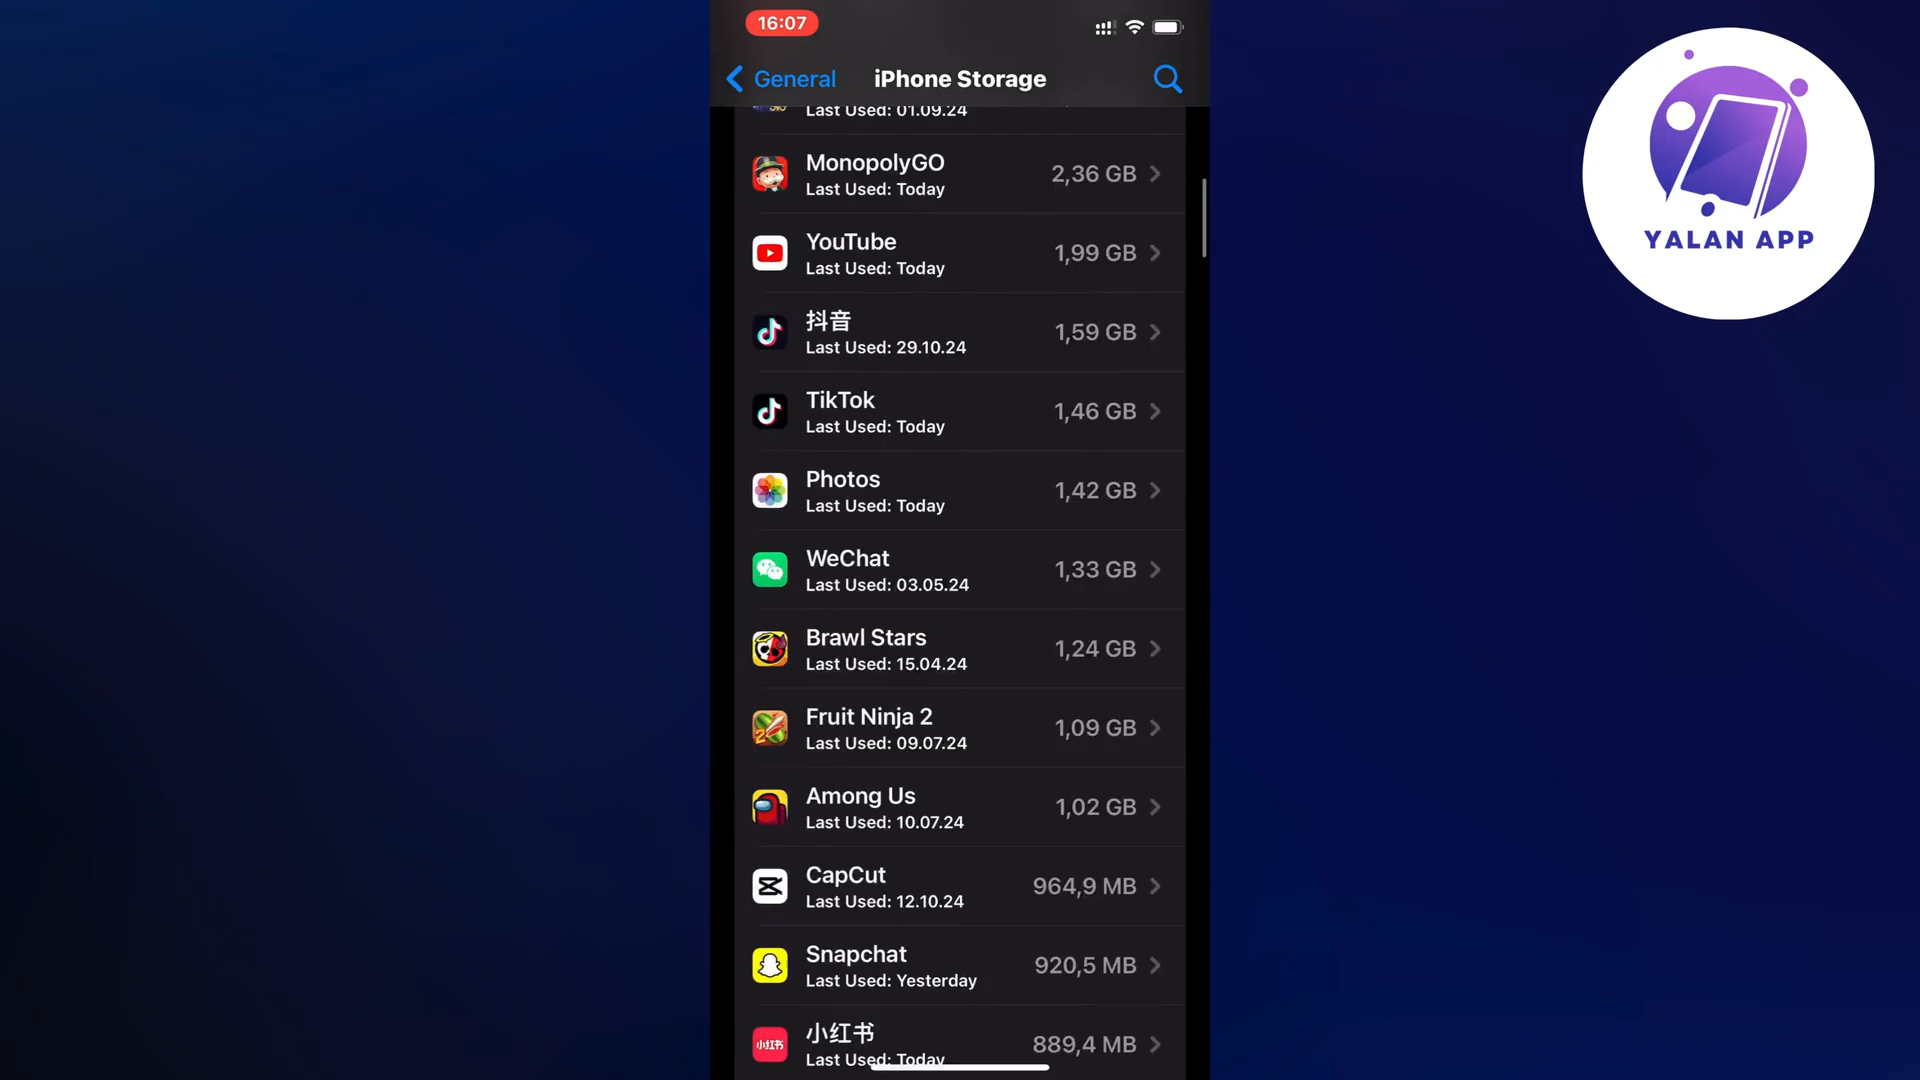 16:07
General
iPhone Storage
Last Used: 01.09.24
MonopolyGO
2,36 GB
Last Used: Today
YouTube
1,99 GB
Last Used: Today
抖音
1,59 GB
Last Used: 29.10.24
TikTok
1,46 GB
Last Used: Today
Photos
1,42 GB
Last Used: Today
WeChat
1,33 GB
Last Used: 03.05.24
Brawl Stars
1,24 GB
Last Used: 15.04.24
Fruit Ninja 2
1,09 GB
Last Used: 09.07.24
Among Us
1,02 GB
Last Used: 10.07.24
CapCut
964,9 MB
Last Used: 12.10.24
Snapchat
920,5 MB
Last Used: Yesterday
小红书
小红书
889,4 MB
Last Used: Today
YALAN APP